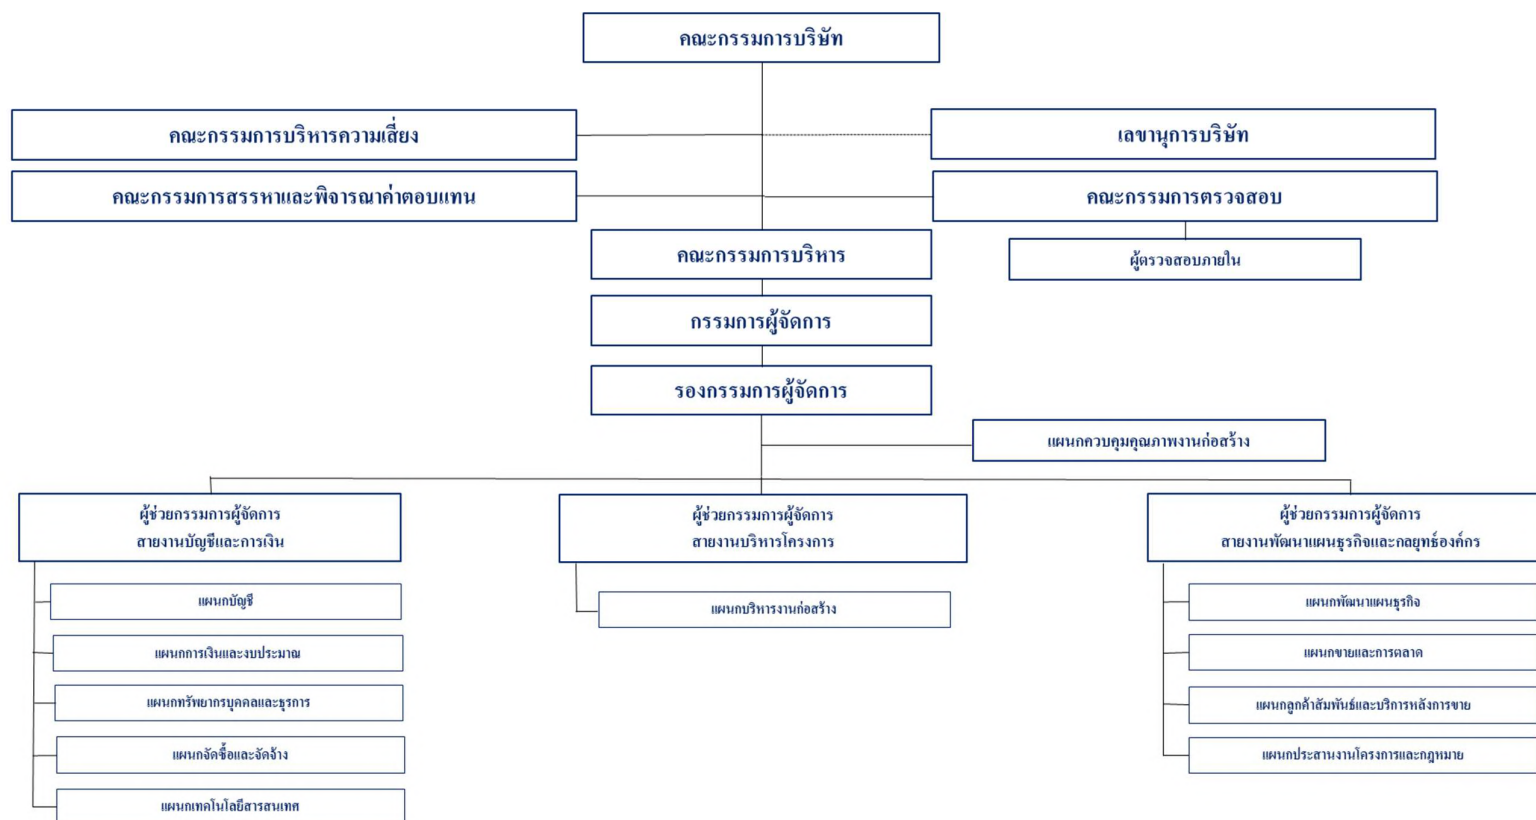 คณะกรรมการบริษัท
คณะกรรมการบริหารความเสี่ยง
เลขานุการบริษัท
คณะกรรมการสรรหาและพิจารณาค่าตอบแทน
คณะกรรมการตรวจสอบ
คณะกรรมการบริหาร
ผู้ตรวจสอบภายใน
กรรมการผู้จัดการ
รองกรรมการผู้จัดการ
แผนกควบคุมคุณภาพงานก่อสร้าง
ผู้ช่วยกรรมการผู้จัดการ
สายงานบัญชีและการเงิน
แผนกบัญชี
แผนกการเงินและงบประมาณ
แผนกทรัพยากรบุคคลและธุรการ
แผนกจัดซื้อและจัดจ้าง
แผนกเทคโนโลยีสารสนเทศ
ผู้ช่วยกรรมการผู้จัดการ
สายงานบริหารโครงการ
แผนกบริหารงานก่อสร้าง
ผู้ช่วยกรรมการผู้จัดการ
สายงานพัฒนาแผนธุรกิจและกลยุทธ์องค์กร
แผนกพัฒนาแผนธุรกิจ
แผนกขายและการตลาด
แผนกลูกค้าสัมพันธ์และบริการหลังการขาย
แผนกประสานงานโครงการและกฎหมาย